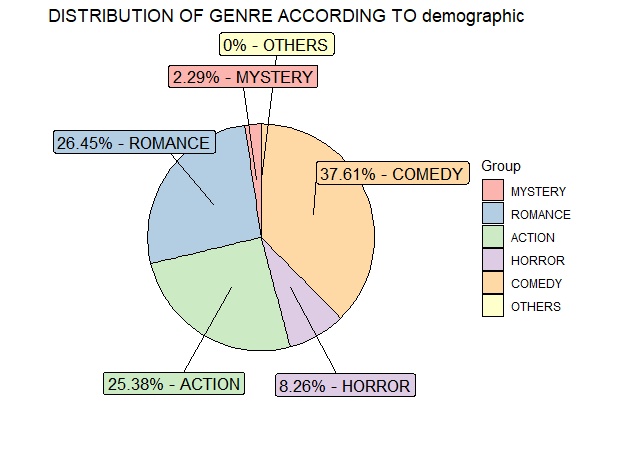 DISTRIBUTION OF GENRE ACCORDING TO demographic
0% - OTHERS
2.29% - MYSTERY
26.45% - ROMANCE
37.61% - COMEDY
25.38% - ACTION
8.26% - HORROR
Group
MYSTERY
ROMANCE
ACTION
HORROR
COMEDY
OTHERS